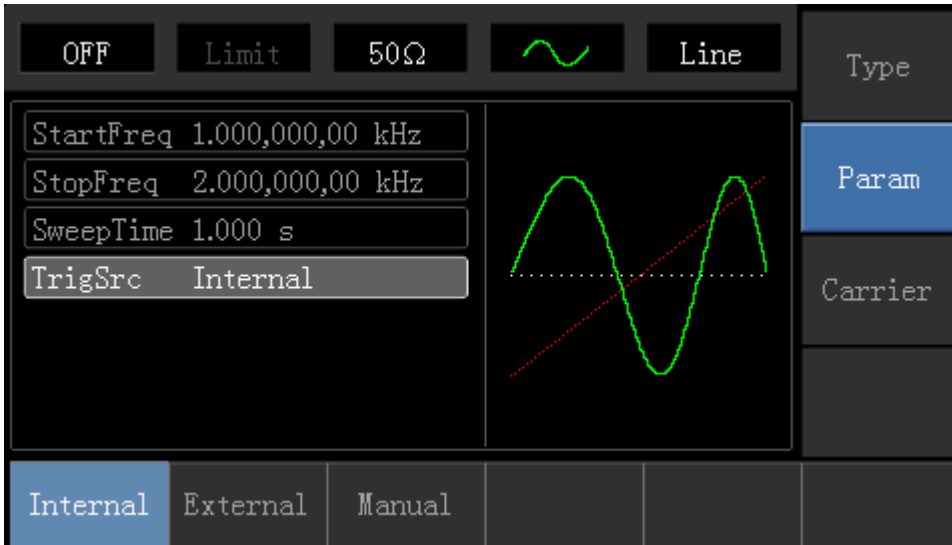 OFF Limit 50Ω Line
Type
StartFreq 1.000,000,00 kHz
StopFreq 2.000,000,00 kHz
Param
SweepTime 1.000 s
TrigSrc Internal
Carrier
Internal External Manual